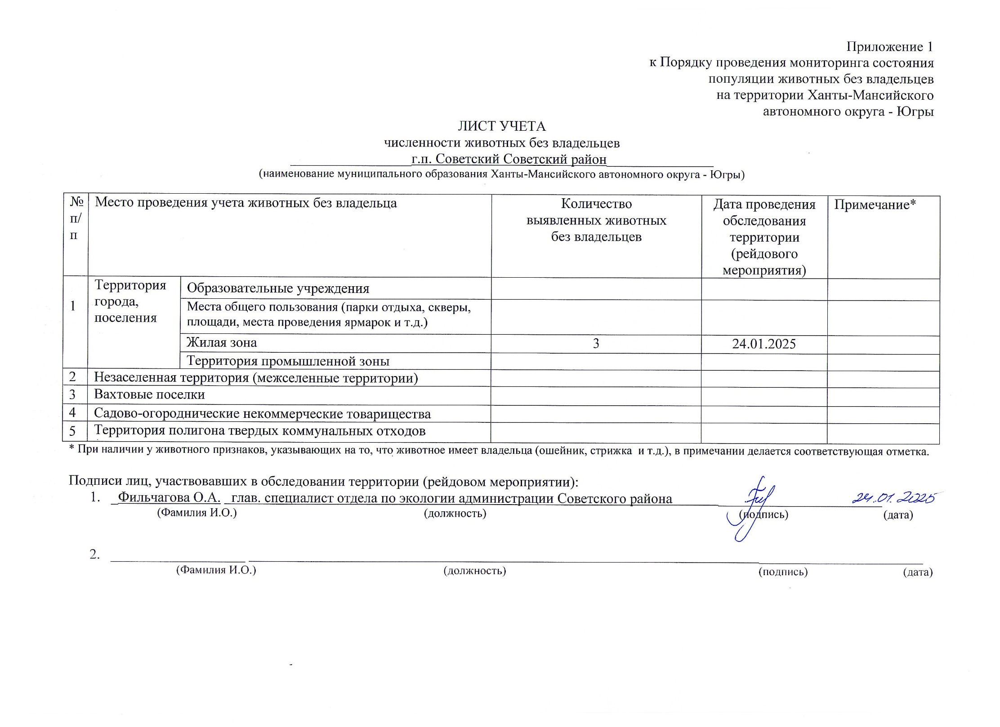 Приложение 1
к Порядку проведения мониторинга состояния
популяции животных без владельцев
на территории Ханты-Мансийского
автономного округа - Югры
ЛИСТ УЧЕТА
численности животных без владельцев
г.п. Советский Советский район
(наименование муниципального образования Ханты-Мансийского автономного округа - Югры)
№ п/п
Место проведения учета животных без владельца
Количество
выявленных животных
без владельцев
Дата проведения
обследования
территории
(рейдового
мероприятия)
Примечание*
1
Территория
города,
поселения
Образовательные учреждения
Места общего пользования (парки отдыха, скверы,
площади, места проведения ярмарок и т.д.)
Жилая зона 3 24.01.2025
Территория промышленной зоны
2 Незаселенная территория (межселенные территории)
3 Вахтовые поселки
4 Садово-огороднические некоммерческие товарищества
5 Территория полигона твердых коммунальных отходов
* При наличии у животного признаков, указывающих на то, что животное имеет владельца (ошейник, стрижка и т.д.), в примечании делается соответствующая отметка.
Подписи лиц, участвовавших в обследовании территории (рейдовом мероприятии):
1. Фильчагова О.А. глав. специалист отдела по экологии администрации Советского района 24.01.2025
(Фамилия И.О.) (должность) (подпись) (дата)
2.
(Фамилия И.О.) (должность) (подпись) (дата)